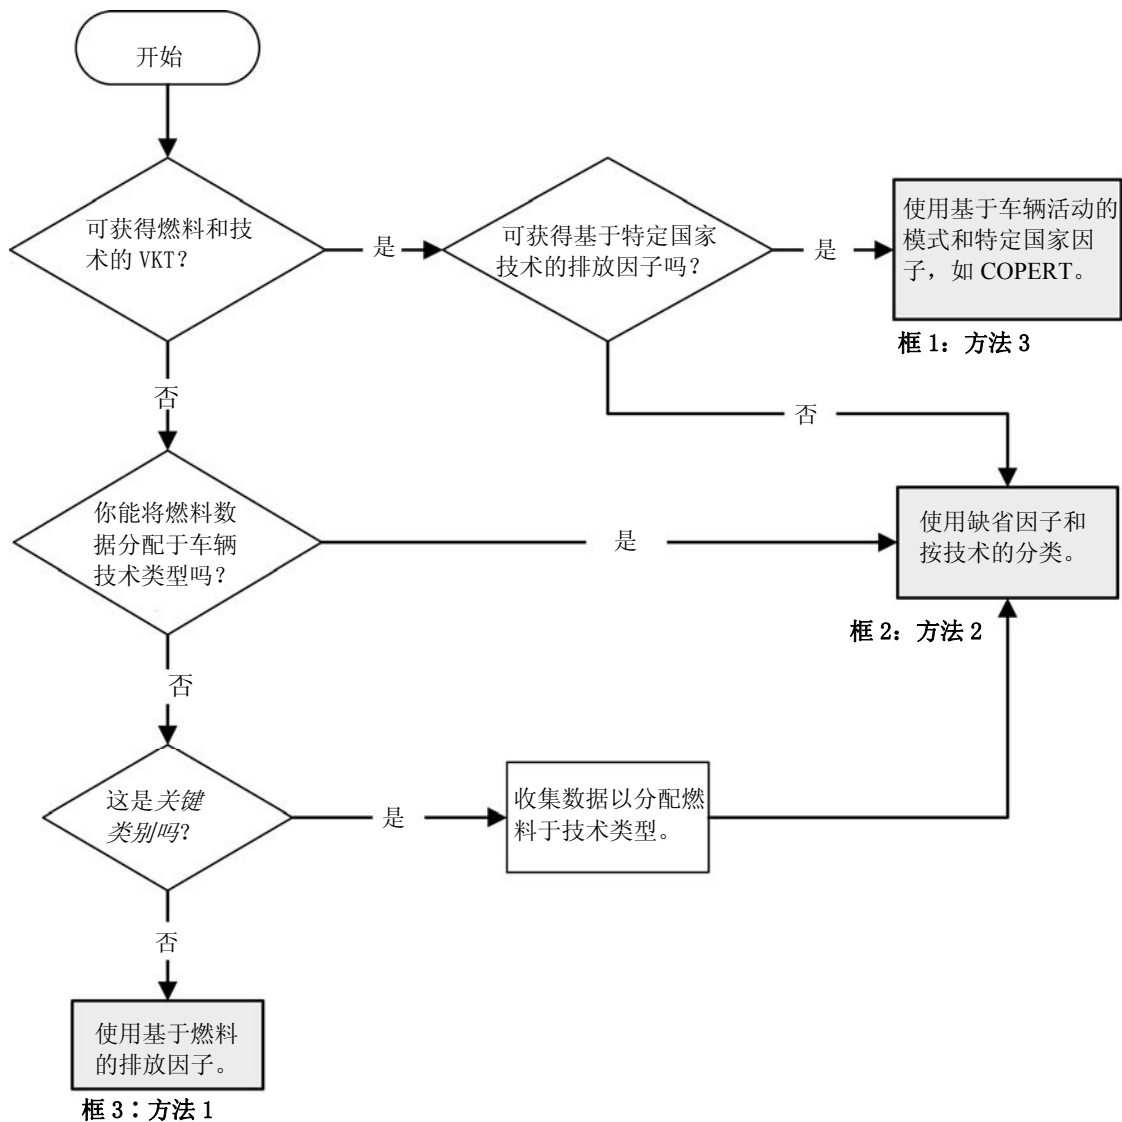 开始
可获得燃料和技
术的 VKT？
是
可获得基于特定国家
技术的排放因子吗？
是
使用基于车辆活动的
模式和特定国家因
子，如 COPERT。
框 1：方法 3
否
否
你能将燃料数
据分配于车辆
技术类型吗？
是
使用缺省因子和
按技术的分类。
框 2：方法 2
否
这是关键
类别吗？
是
收集数据以分配燃
料于技术类型。
否
使用基于燃料
的排放因子。
框 3：方法 1